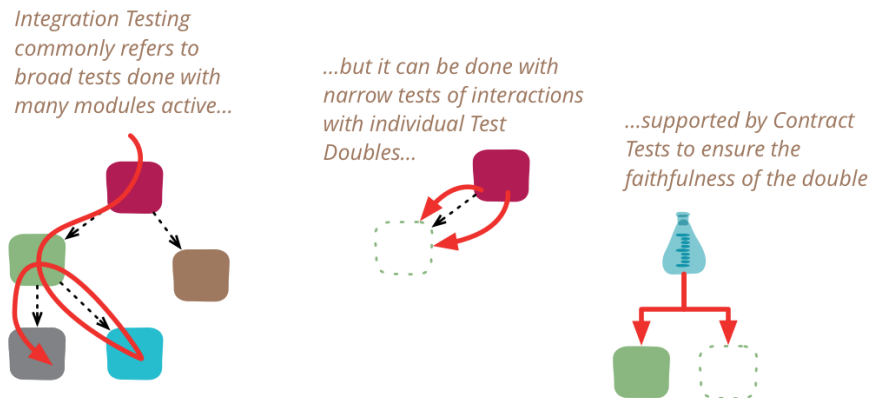 Integration Testing
commonly refers to
broad tests done with
many modules active...
...but it can be done with
narrow tests of interactions
with individual Test
Doubles...
...supported by Contract
Tests to ensure the
faithfulness of the double